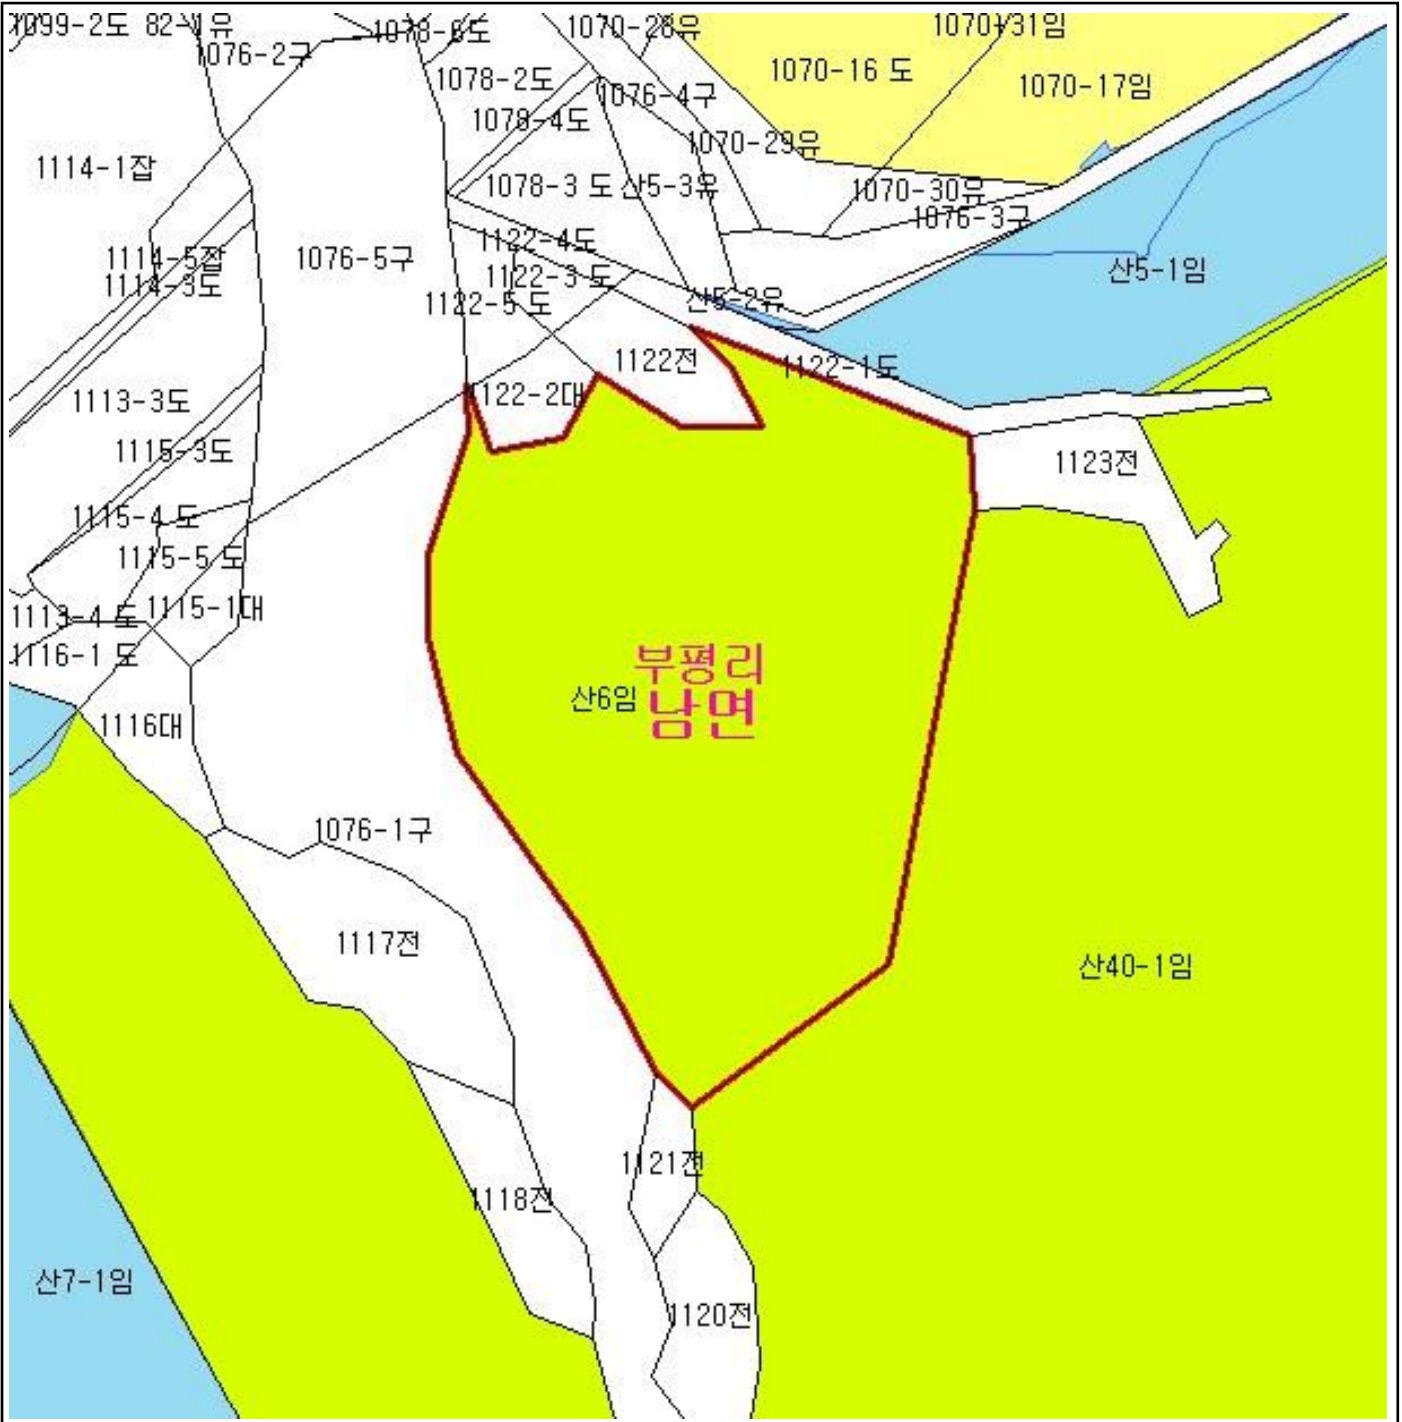 1099-2도 82-1유
1078-6도
1070-28유
1070-31임
1076-2구
1070-16 도
1078-2도
1070-17임
1076-4구
1078-4도
1070-29유
1114-1잡
1078-3 도
산5-3유
1070-30유
1076-3구
1122-4도
1114-5잡
1076-5구
산5-1임
1122-3 도
1114-3도
산5-2유
1122-5 도
1122전
1122-1도
1122-2대
1113-3도
1115-3도
1123전
1115-4 도
1115-5 도
1115-1대
1113-4 도
1116-1 도
부평리
산6임
남면
1116대
1076-1구
1117전
산40-1임
1121전
1118전
산7-1임
1120전